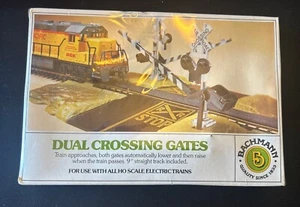 STOP
DUAL CROSSING GATES
Train approaches, both gates automatically lower and then raise
when the train passes. 9" straight track included.
FOR USE WITH ALL HO SCALE ELECTRIC TRAINS
BACHMANN
B
QUALITY SINCE 1833